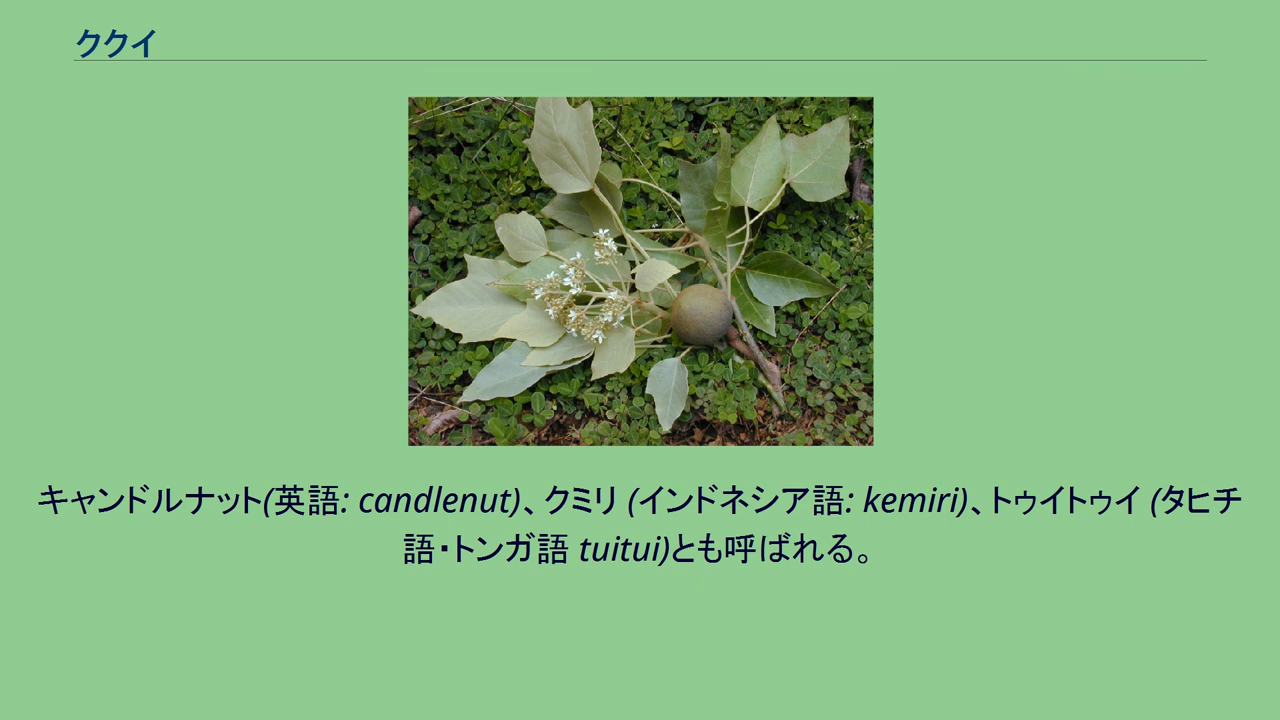 ククイ
キャンドルナット(英語: candlenut)、クミリ (インドネシア語: kemiri)、トゥイトゥイ (タヒチ
語・トンガ語 tuitui)とも呼ばれる。